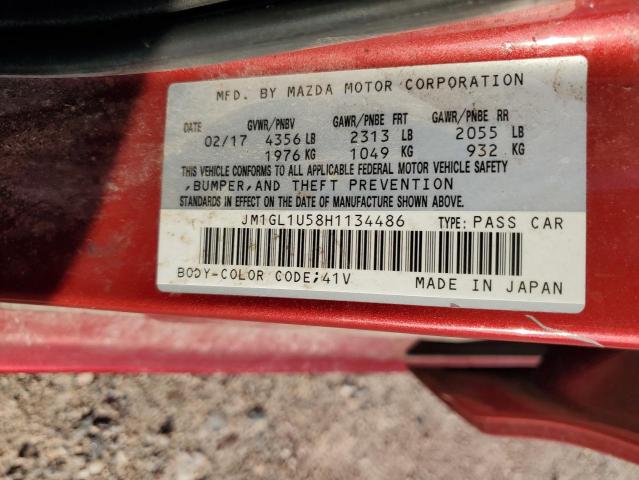 MFD. BY MAZDA MOTOR CORPORATION
DATE GVWR/PNBV GAWR/PNBE FRT GAWR/PNBE RR
02/17 4356 LB 2313 LB 2055 LB
1976 KG 1049 KG 932 KG
THIS VEHICLE CONFORMS TO ALL APPLICABLE FEDERAL MOTOR VEHICLE SAFETY
,BUMPER,AND THEFT PREVENTION
STANDARDS IN EFFECT ON THE DATE OF MANUFACTURE SHOWN ABOVE.
JM1GL1U58H1134486 TYPE: PASS CAR
BODY-COLOR CODE;41V MADE IN JAPAN